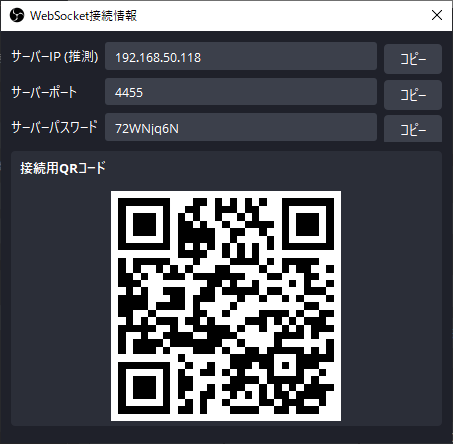 WebSocket接続情報
サーバーIP (推測) 192.168.50.118 コピー
サーバーポート 4455 コピー
サーバーパスワード 72WNjq6N コピー
接続用QRコード